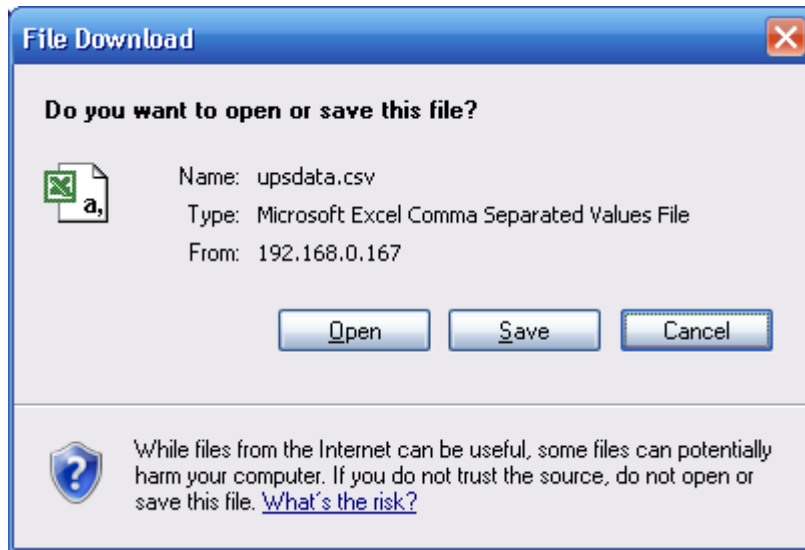 File Download
Do you want to open or save this file?
a,
Name: upsdata.csv
Type: Microsoft Excel Comma Separated Values File
From: 192.168.0.167
Open Save Cancel
While files from the Internet can be useful, some files can potentially
harm your computer. If you do not trust the source, do not open or
save this file. What's the risk?